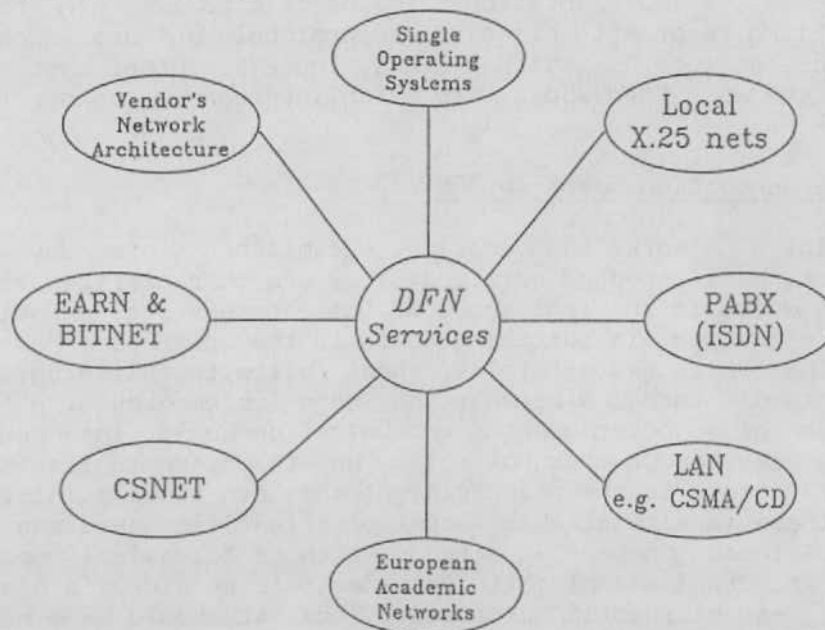 Single
Operating
Systems
Vendor's
Network
Architecture
Local
X.25 nets
EARN &
BITNET
DFN
Services
PABX
(ISDN)
CSNET
LAN
e.g. CSMA/CD
European
Academic
Networks